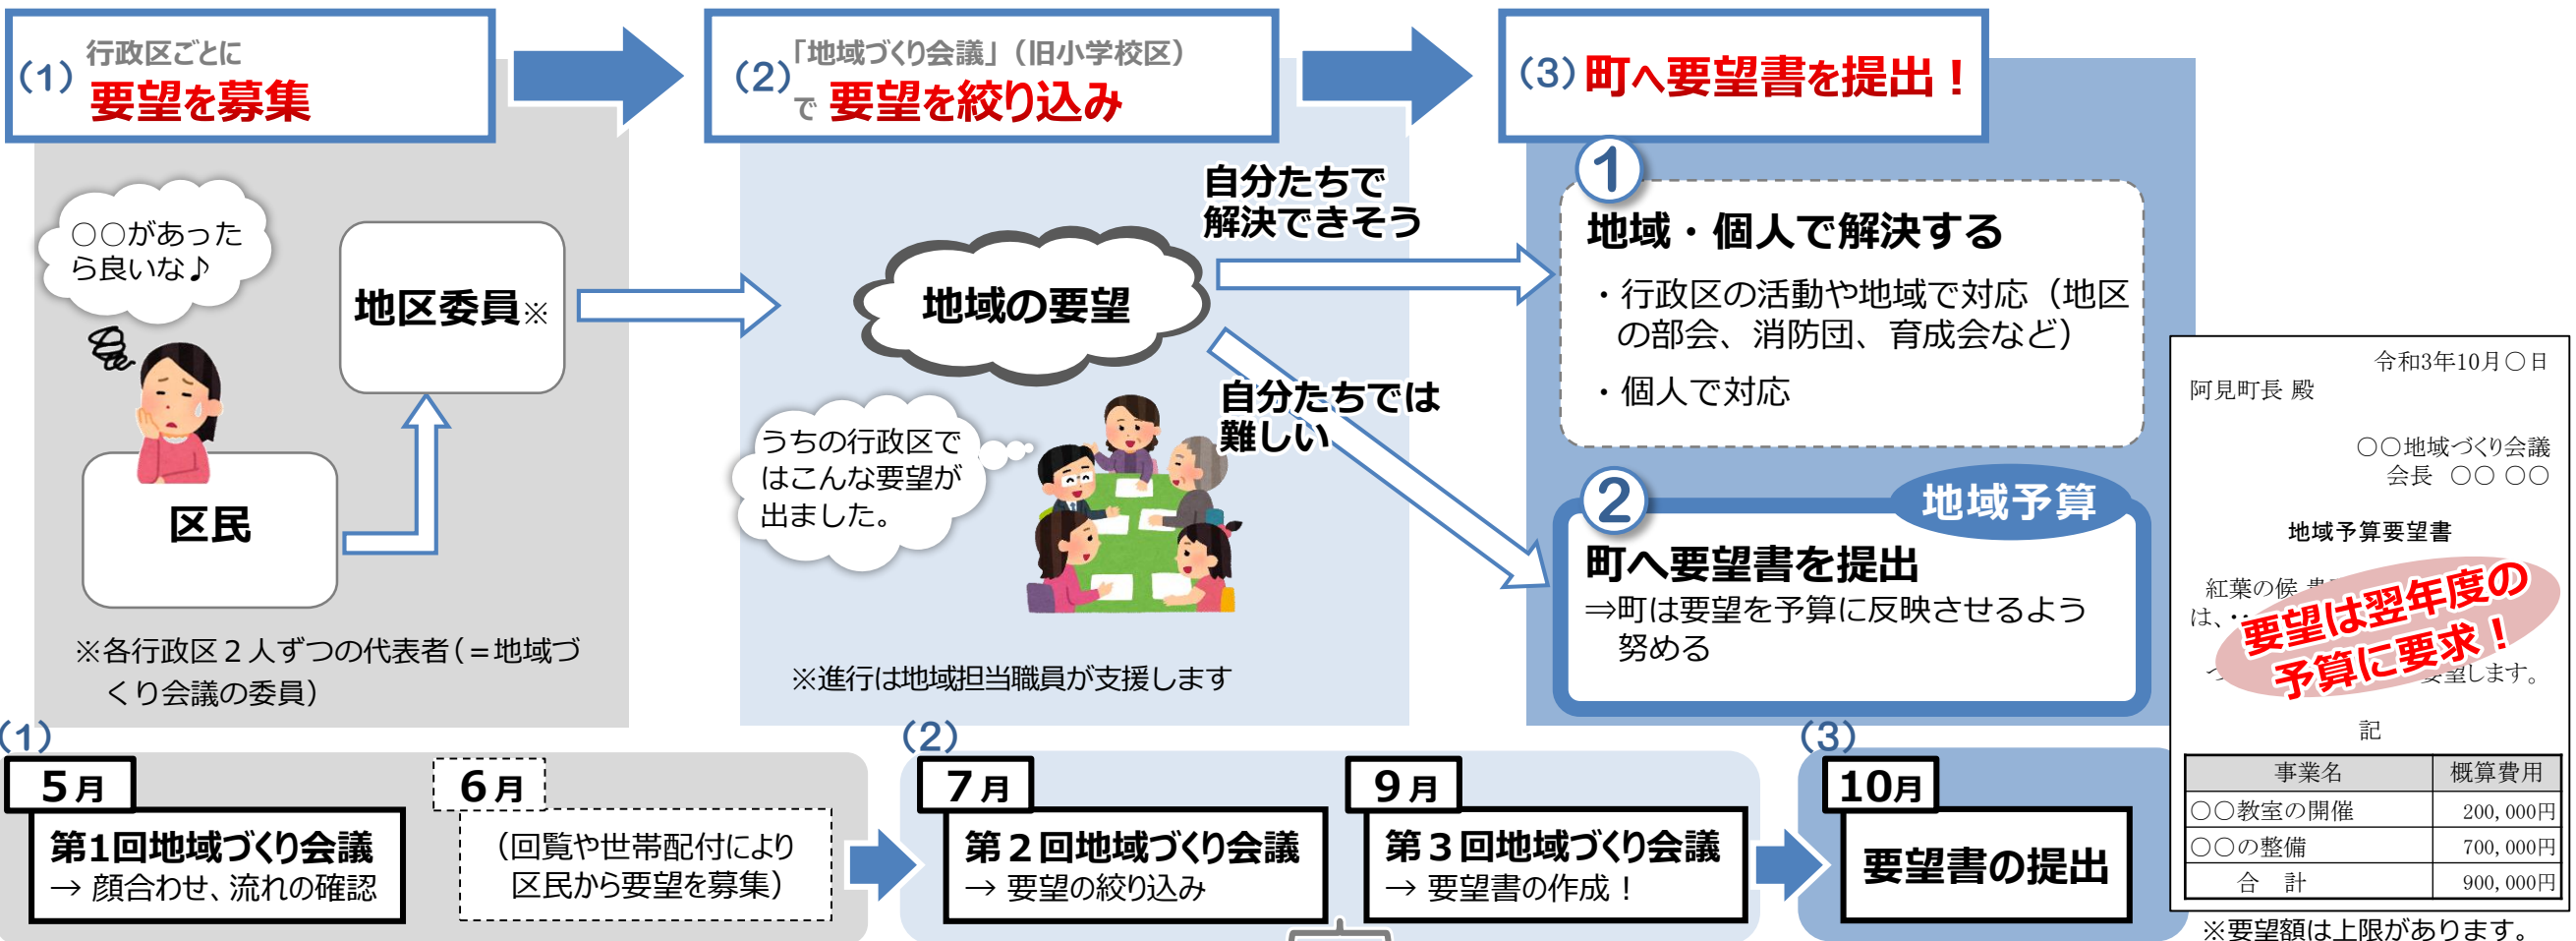 (1) 行政区ごとに
要望を募集
(2)「地域づくり会議」（旧小学校区）
で 要望を絞り込み
(3) 町へ要望書を提出！
〇〇があった
ら良いな♪
地区委員※
区民
※各行政区２人ずつの代表者（＝地域づ
くり会議の委員）
地域の要望
うちの行政区で
はこんな要望が
出ました。
※進行は地域担当職員が支援します
自分たちで
解決できそう
自分たちでは
難しい
①
地域・個人で解決する
・行政区の活動や地域で対応（地区
の部会、消防団、育成会など）
・個人で対応
②
地域予算
町へ要望書を提出
⇒町は要望を予算に反映させるよう
努める
令和3年10月〇日
阿見町長 殿
〇〇地域づくり会議
会長 〇〇 〇〇
地域予算要望書
紅葉の候
は、・
要望は翌年度の
予算に要求！
要望します。
記
事業名 概算費用
〇〇教室の開催 200,000円
〇〇の整備 700,000円
合 計 900,000円
※要望額は上限があります。
(1)
５月
第1回地域づくり会議
→ 顔合わせ、流れの確認
６月
（回覧や世帯配付により
区民から要望を募集）
(2)
７月
第２回地域づくり会議
→ 要望の絞り込み
９月
第３回地域づくり会議
→ 要望書の作成！
(3)
10月
要望書の提出